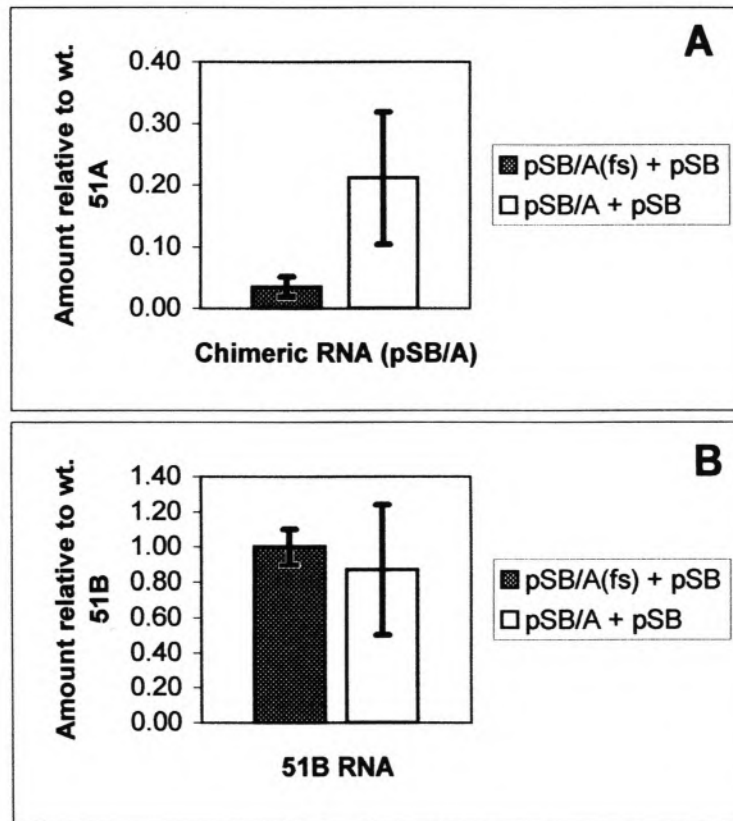 A
Amount relative to wt.
51A
0.40
0.30
0.20
0.10
0.00
Chimeric RNA (pSB/A)
pSB/A(fs) + pSB
pSB/A + pSB
B
Amount relative to wt.
51B
1.40
1.20
1.00
0.80
0.60
0.40
0.20
0.00
51B RNA
pSB/A(fs) + pSB
pSB/A + pSB